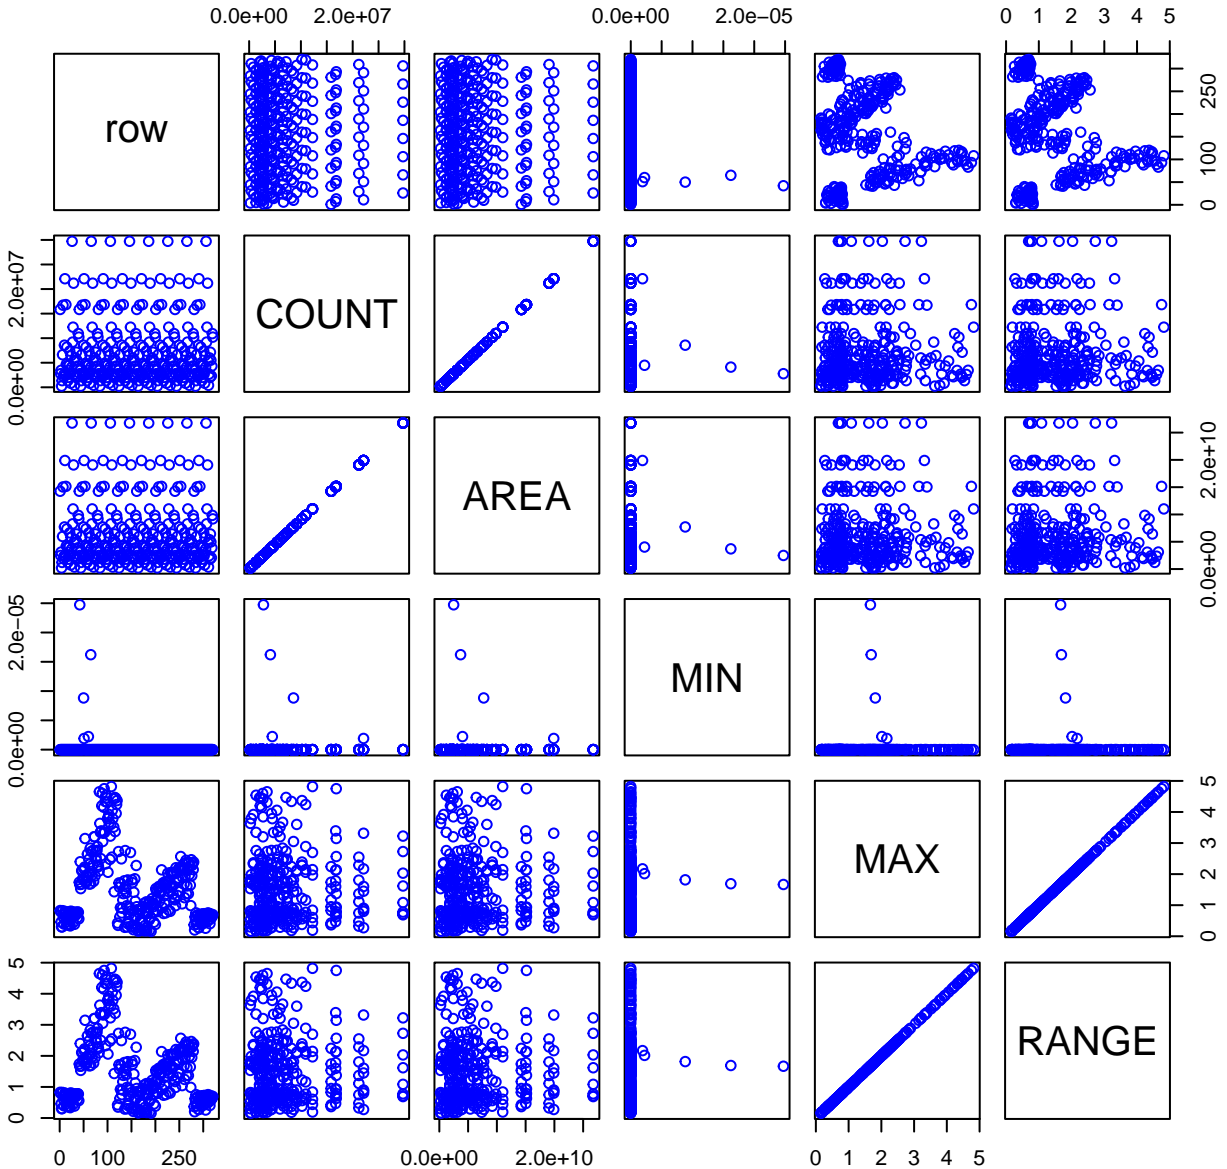 0.0e+00 2.0e+07 0.0e+00 2.0e-05 0 1 2 3 4 5
row 0 100 250
0.0e+00 2.0e+07 COUNT
AREA 0.0e+00 2.0e+10
0.0e+00 2.0e-05 MIN
MAX 0 1 2 3 4 5
0 1 2 3 4 5 RANGE
0 100 250 0.0e+00 2.0e+10 0 1 2 3 4 5